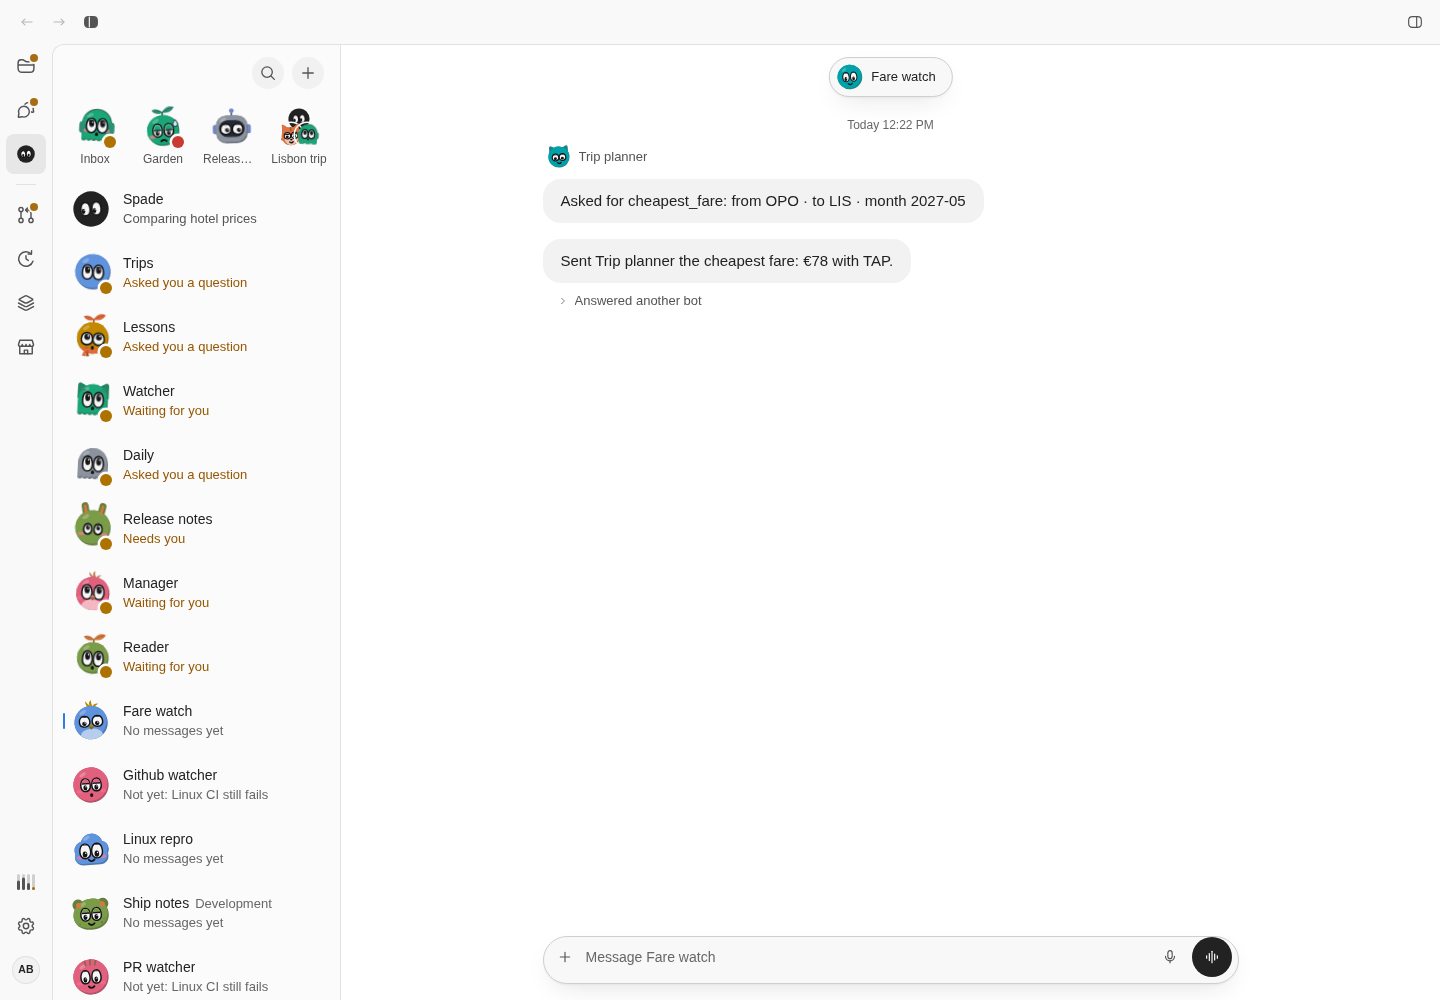 Inbox
Garden
Releas…
Lisbon trip
Spade
Comparing hotel prices
Trips
Asked you a question
Lessons
Asked you a question
Watcher
Waiting for you
Daily
Asked you a question
Release notes
Needs you
Manager
Waiting for you
Reader
Waiting for you
Fare watch
No messages yet
Github watcher
Not yet: Linux CI still fails
Linux repro
No messages yet
Ship notes Development
No messages yet
PR watcher
Not yet: Linux CI still fails
AB
Fare watch
Today 12:22 PM
Trip planner
Asked for cheapest_fare: from OPO · to LIS · month 2027-05
Sent Trip planner the cheapest fare: €78 with TAP.
Answered another bot
Message Fare watch